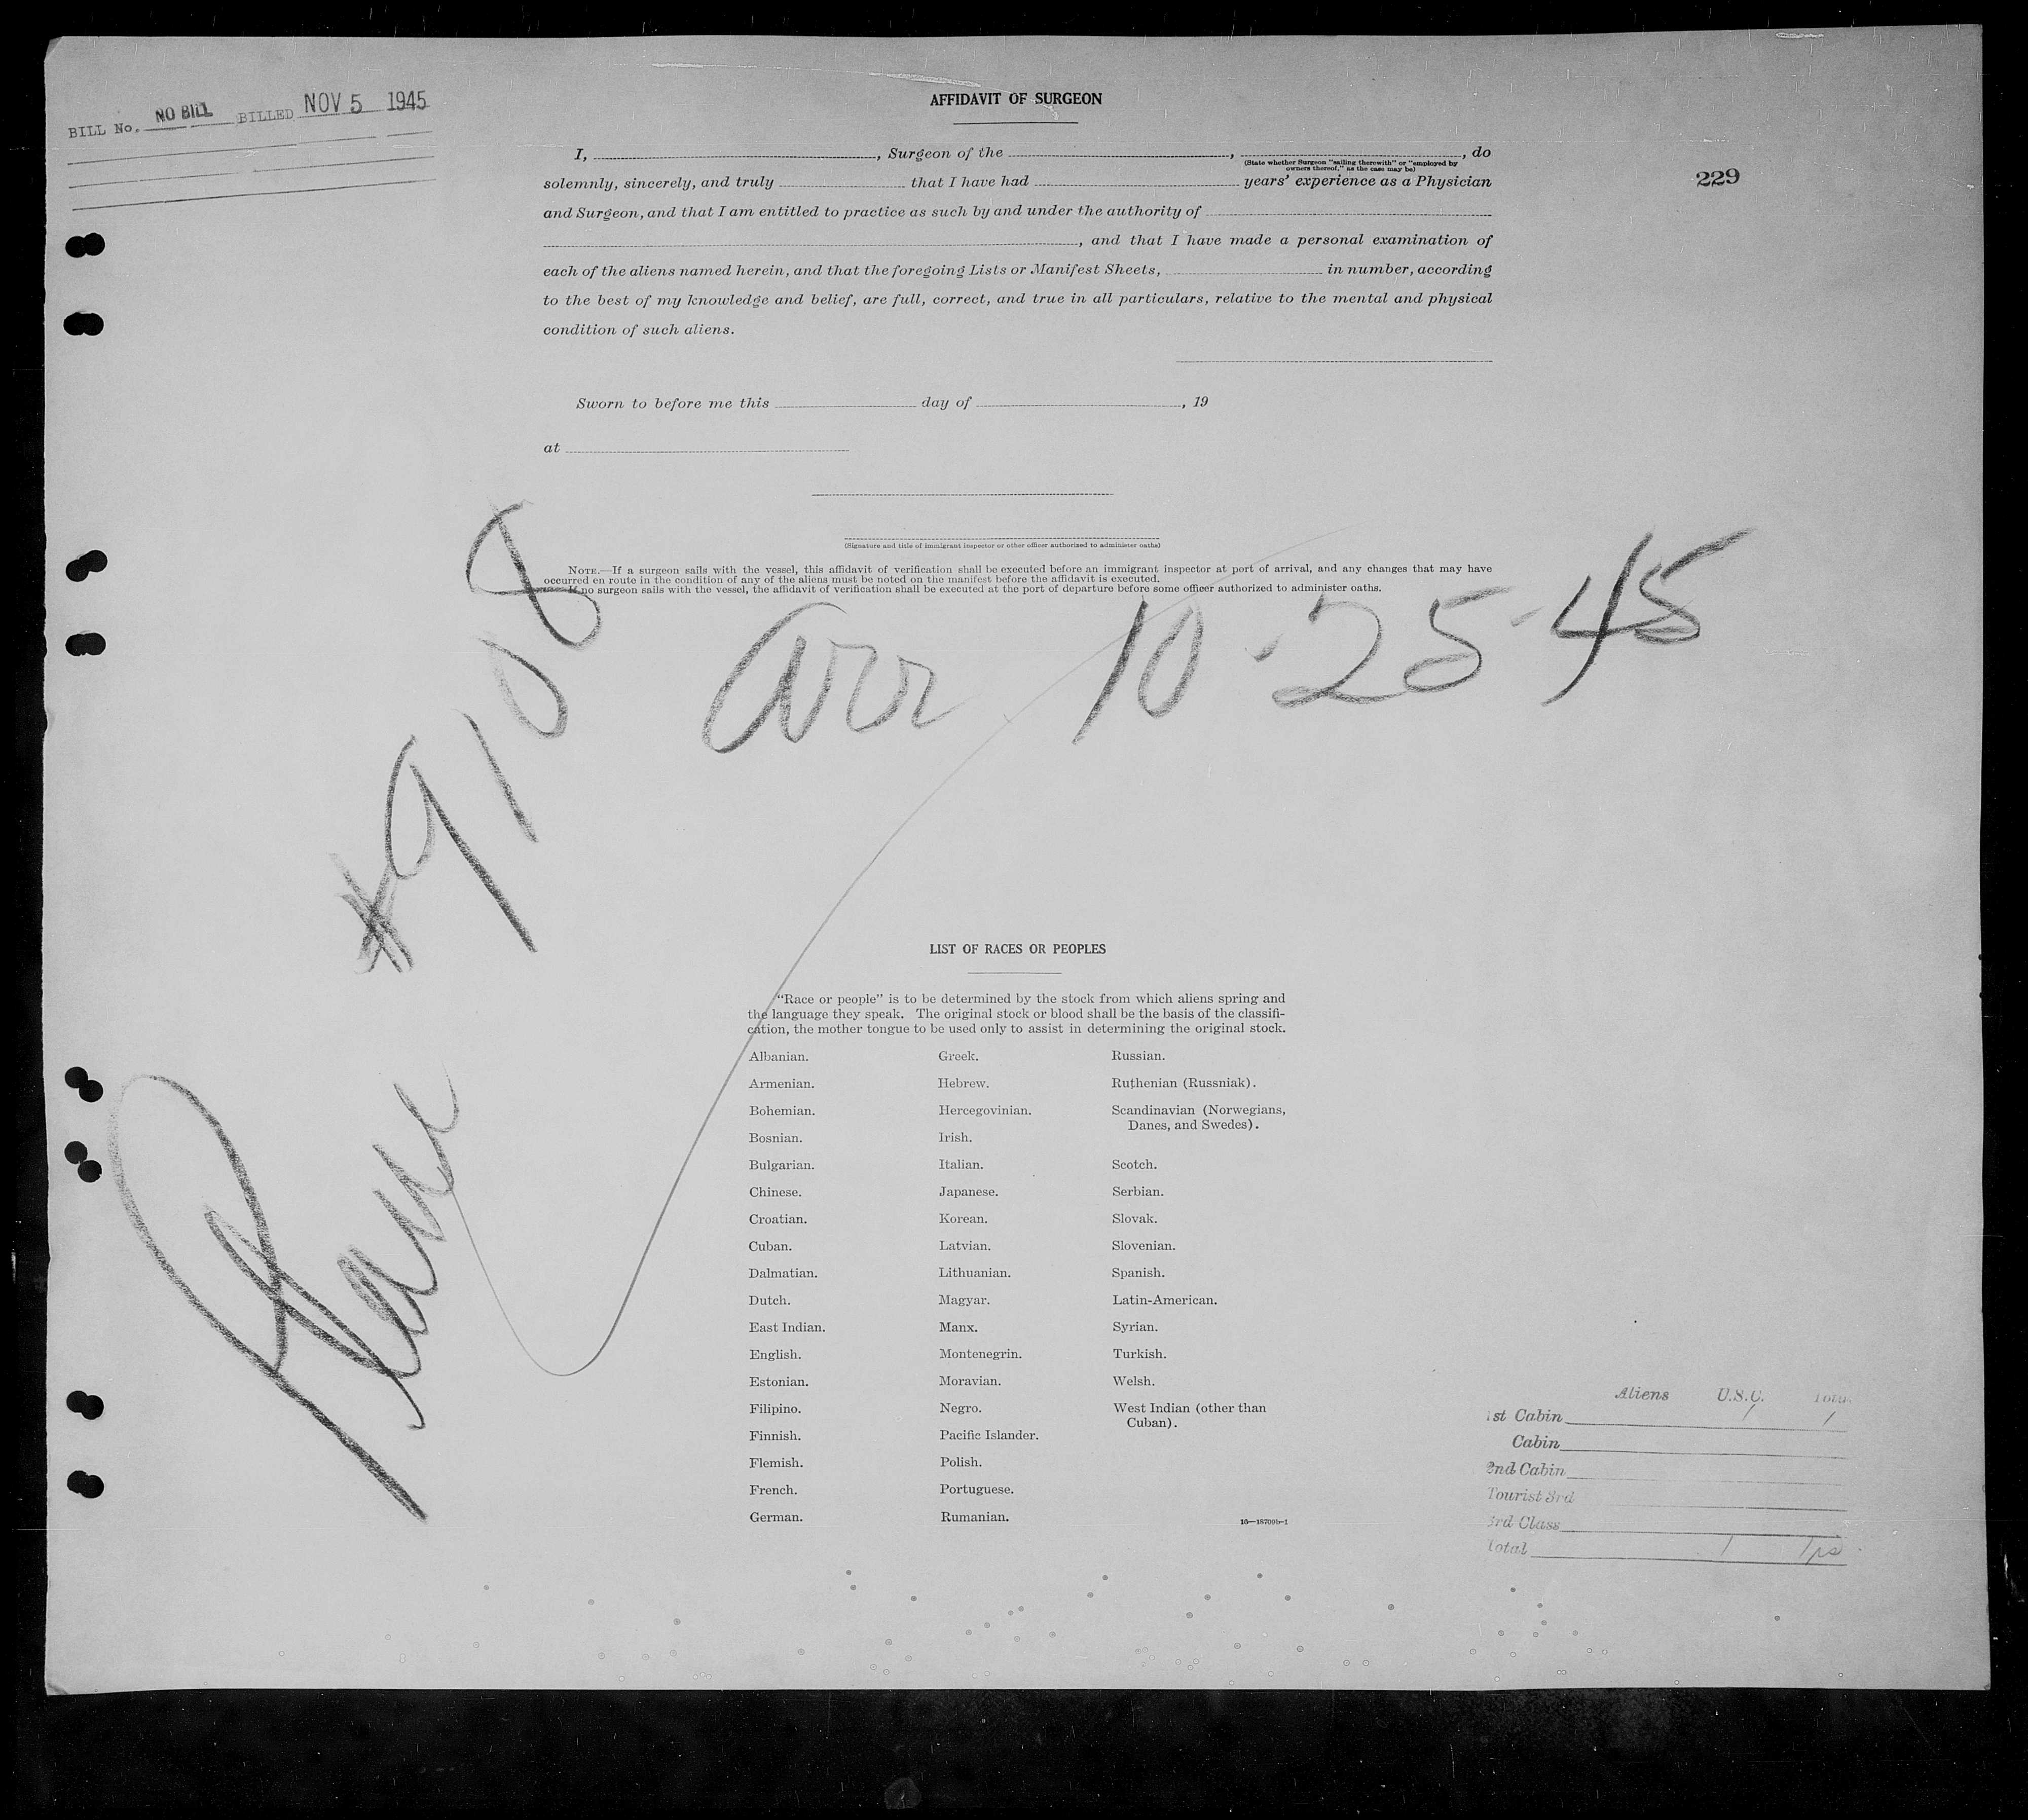 BILL No. NO BILL BILLED NOV 5 1945
AFFIDAVIT OF SURGEON
229
I, , Surgeon of the , , do
(State whether Surgeon "sailing therewith" or "employed by
owners thereof," as the case may be)
solemnly, sincerely, and truly that I have had years' experience as a Physician
and Surgeon, and that I am entitled to practice as such by and under the authority of
, and that I have made a personal examination of
each of the aliens named herein, and that the foregoing Lists or Manifest Sheets, in number, according
to the best of my knowledge and belief, are full, correct, and true in all particulars, relative to the mental and physical
condition of such aliens.
Sworn to before me this day of , 19
at
(Signature and title of immigrant inspector or other officer authorized to administer oaths)
NOTE.—If a surgeon sails with the vessel, this affidavit of verification shall be executed before an immigrant inspector at port of arrival, and any changes that may have
occurred en route in the condition of any of the aliens must be noted on the manifest before the affidavit is executed.
If no surgeon sails with the vessel, the affidavit of verification shall be executed at the port of departure before some officer authorized to administer oaths.
Plane #9108
arr 10-25-45
LIST OF RACES OR PEOPLES
"Race or people" is to be determined by the stock from which aliens spring and
the language they speak. The original stock or blood shall be the basis of the classifi-
cation, the mother tongue to be used only to assist in determining the original stock.
Albanian.
Armenian.
Bohemian.
Bosnian.
Bulgarian.
Chinese.
Croatian.
Cuban.
Dalmatian.
Dutch.
East Indian.
English.
Estonian.
Filipino.
Finnish.
Flemish.
French.
German.
Greek.
Hebrew.
Hercegovinian.
Irish.
Italian.
Japanese.
Korean.
Latvian.
Lithuanian.
Magyar.
Manx.
Montenegrin.
Moravian.
Negro.
Pacific Islander.
Polish.
Portuguese.
Rumanian.
Russian.
Ruthenian (Russniak).
Scandinavian (Norwegians,
Danes, and Swedes).
Scotch.
Serbian.
Slovak.
Slovenian.
Spanish.
Latin-American.
Syrian.
Turkish.
Welsh.
West Indian (other than
Cuban).
16—18709b-1
Aliens U.S.C. Total
1st Cabin 1 1
Cabin
2nd Cabin
Tourist 3rd
3rd Class
Total 1 1